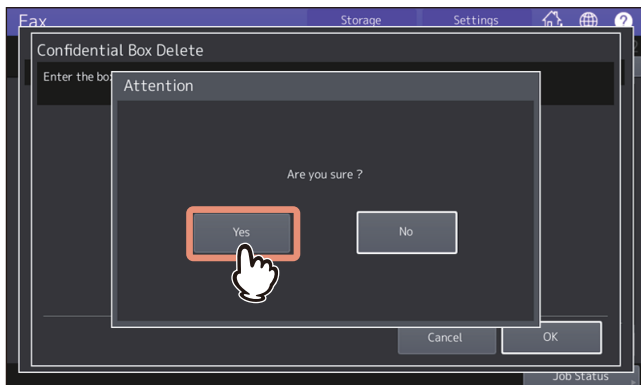 Fax
Storage
Settings
?
Confidential Box Delete
Enter the bo
Attention
Are you sure ?
Yes
No
Cancel
OK
Job Status